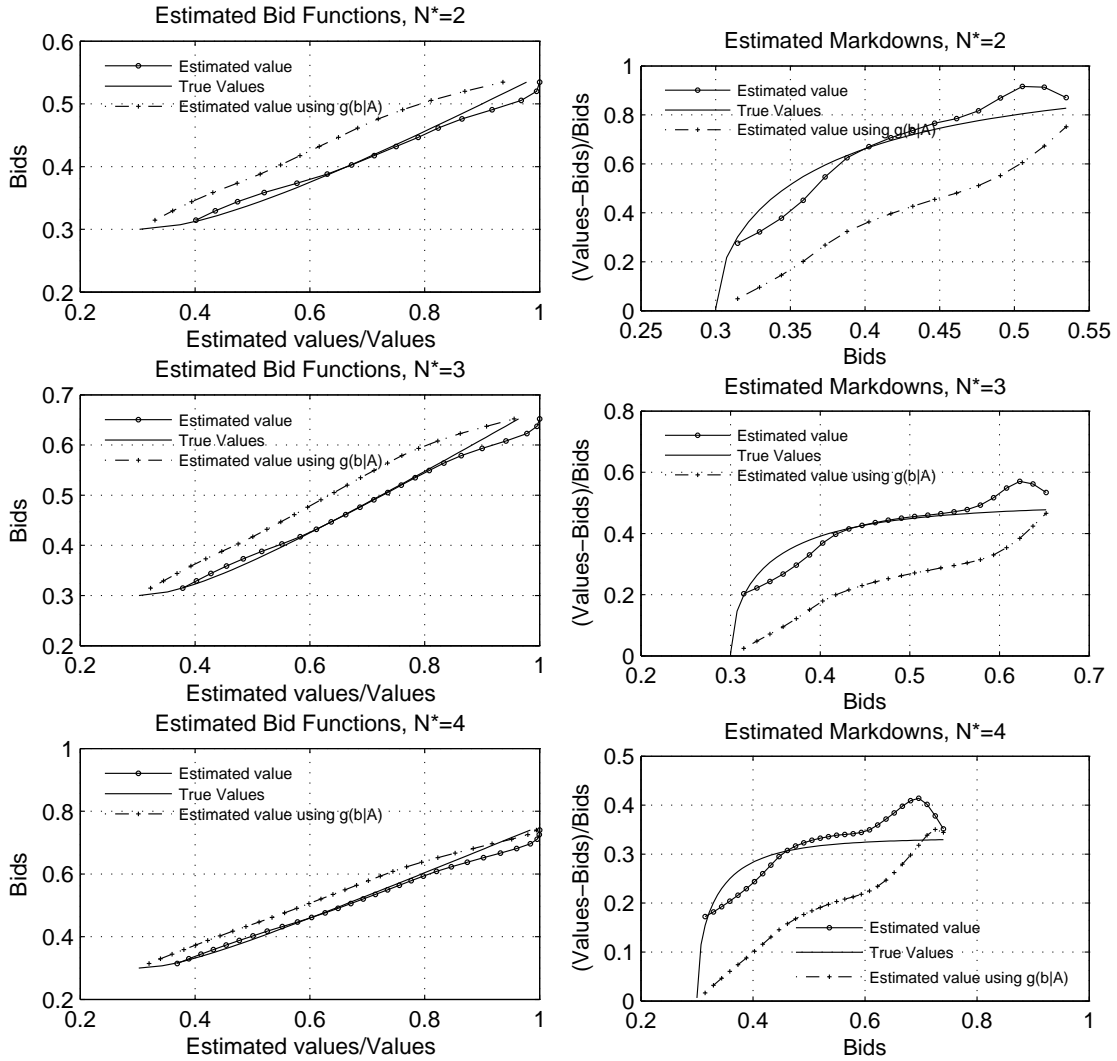 Estimated Bid Functions, N*=2
0.6
0.5
0.4
0.3
0.2
Bids
Estimated value
True Values
Estimated value using g(b|A)
0.2
0.4
0.6
0.8
1
Estimated values/Values
Estimated Markdowns, N*=2
1
0.8
0.6
0.4
0.2
0
(Values−Bids)/Bids
Estimated value
True Values
Estimated value using g(b|A)
0.25
0.3
0.35
0.4
0.45
0.5
0.55
Bids
Estimated Bid Functions, N*=3
0.7
0.6
0.5
0.4
0.3
0.2
Bids
Estimated value
True Values
Estimated value using g(b|A)
0.2
0.4
0.6
0.8
1
Estimated values/Values
Estimated Markdowns, N*=3
0.8
0.6
0.4
0.2
0
(Values−Bids)/Bids
Estimated value
True Values
Estimated value using g(b|A)
0.2
0.3
0.4
0.5
0.6
0.7
Bids
Estimated Bid Functions, N*=4
1
0.8
0.6
0.4
0.2
Bids
Estimated value
True Values
Estimated value using g(b|A)
0.2
0.4
0.6
0.8
1
Estimated values/Values
Estimated Markdowns, N*=4
0.5
0.4
0.3
0.2
0.1
0
(Values−Bids)/Bids
Estimated value
True Values
Estimated value using g(b|A)
0.2
0.4
0.6
0.8
1
Bids